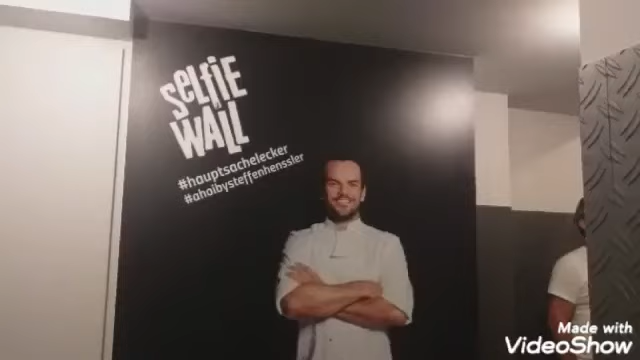 SelfiE
WALL
#hauptsachelecker
#ahoibysteffenhenssler
Made with
VideoShow